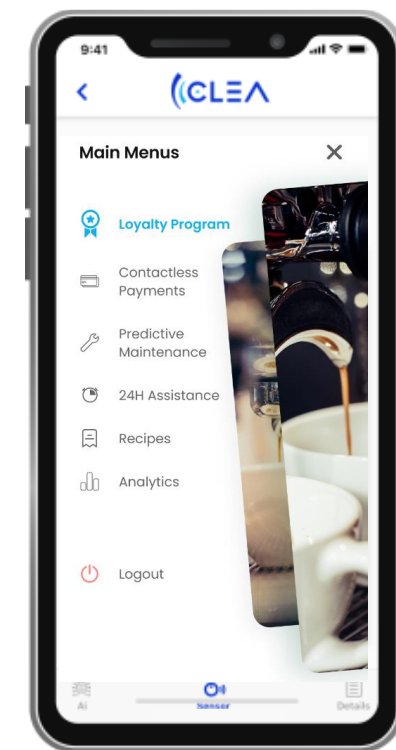 9:41
CLEA
Main Menus
Loyalty Program
Contactless
Payments
Predictive
Maintenance
24H Assistance
Recipes
Analytics
Logout
Ai
Sensor
Details